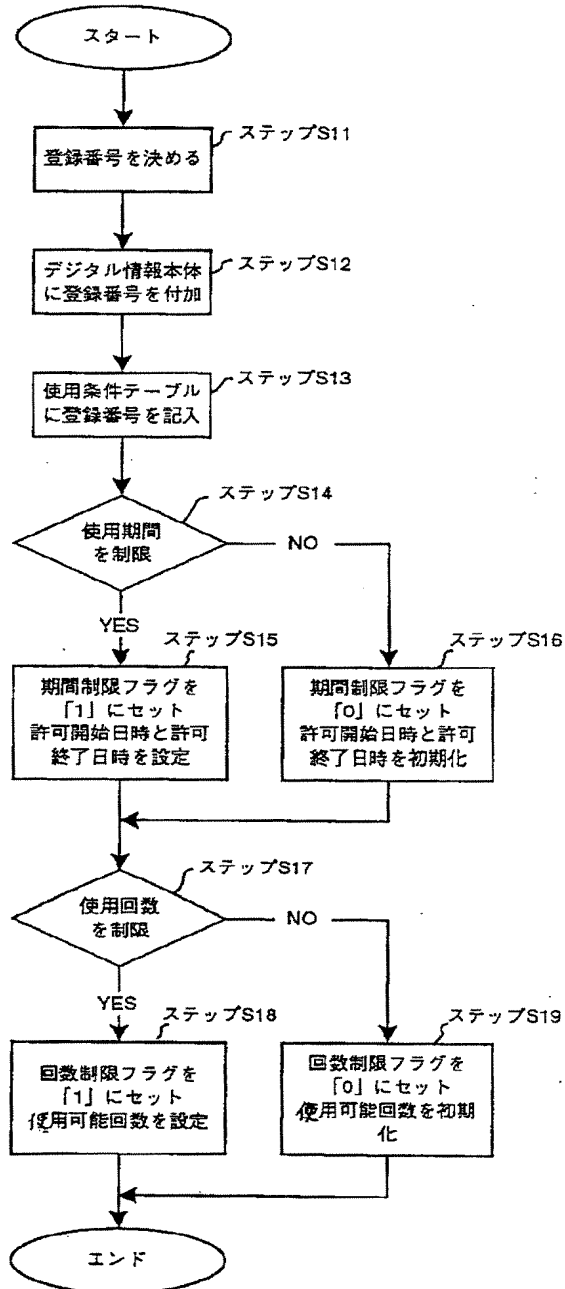 スタート
ステップS11
登録番号を決める
ステップS12
デジタル情報本体
に登録番号を付加
ステップS13
使用条件テーブル
に登録番号を記入
ステップS14
使用期間
を制限
NO
YES
ステップS15
期間制限フラグを
「1」にセット
許可開始日時と許可
終了日時を設定
ステップS16
期間制限フラグを
「0」にセット
許可開始日時と許可
終了日時を初期化
ステップS17
使用回数
を制限
NO
YES
ステップS18
回数制限フラグを
「1」にセット
使用可能回数を設定
ステップS19
回数制限フラグを
「0」にセット
使用可能回数を初期
化
エンド